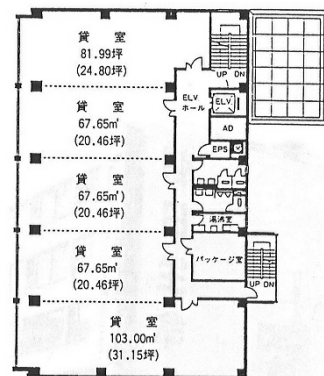 貸 室
81.99坪
(24.80坪)
貸 室
67.65㎡
(20.46坪)
貸 室
67.65㎡)
(20.46坪)
貸 室
67.65㎡
(20.46坪)
貸 室
103.00㎡
(31.15坪)
ELV
ホール
UP DN
ELV
AD
EPS
湯沸室
パッケージ室
UP DN